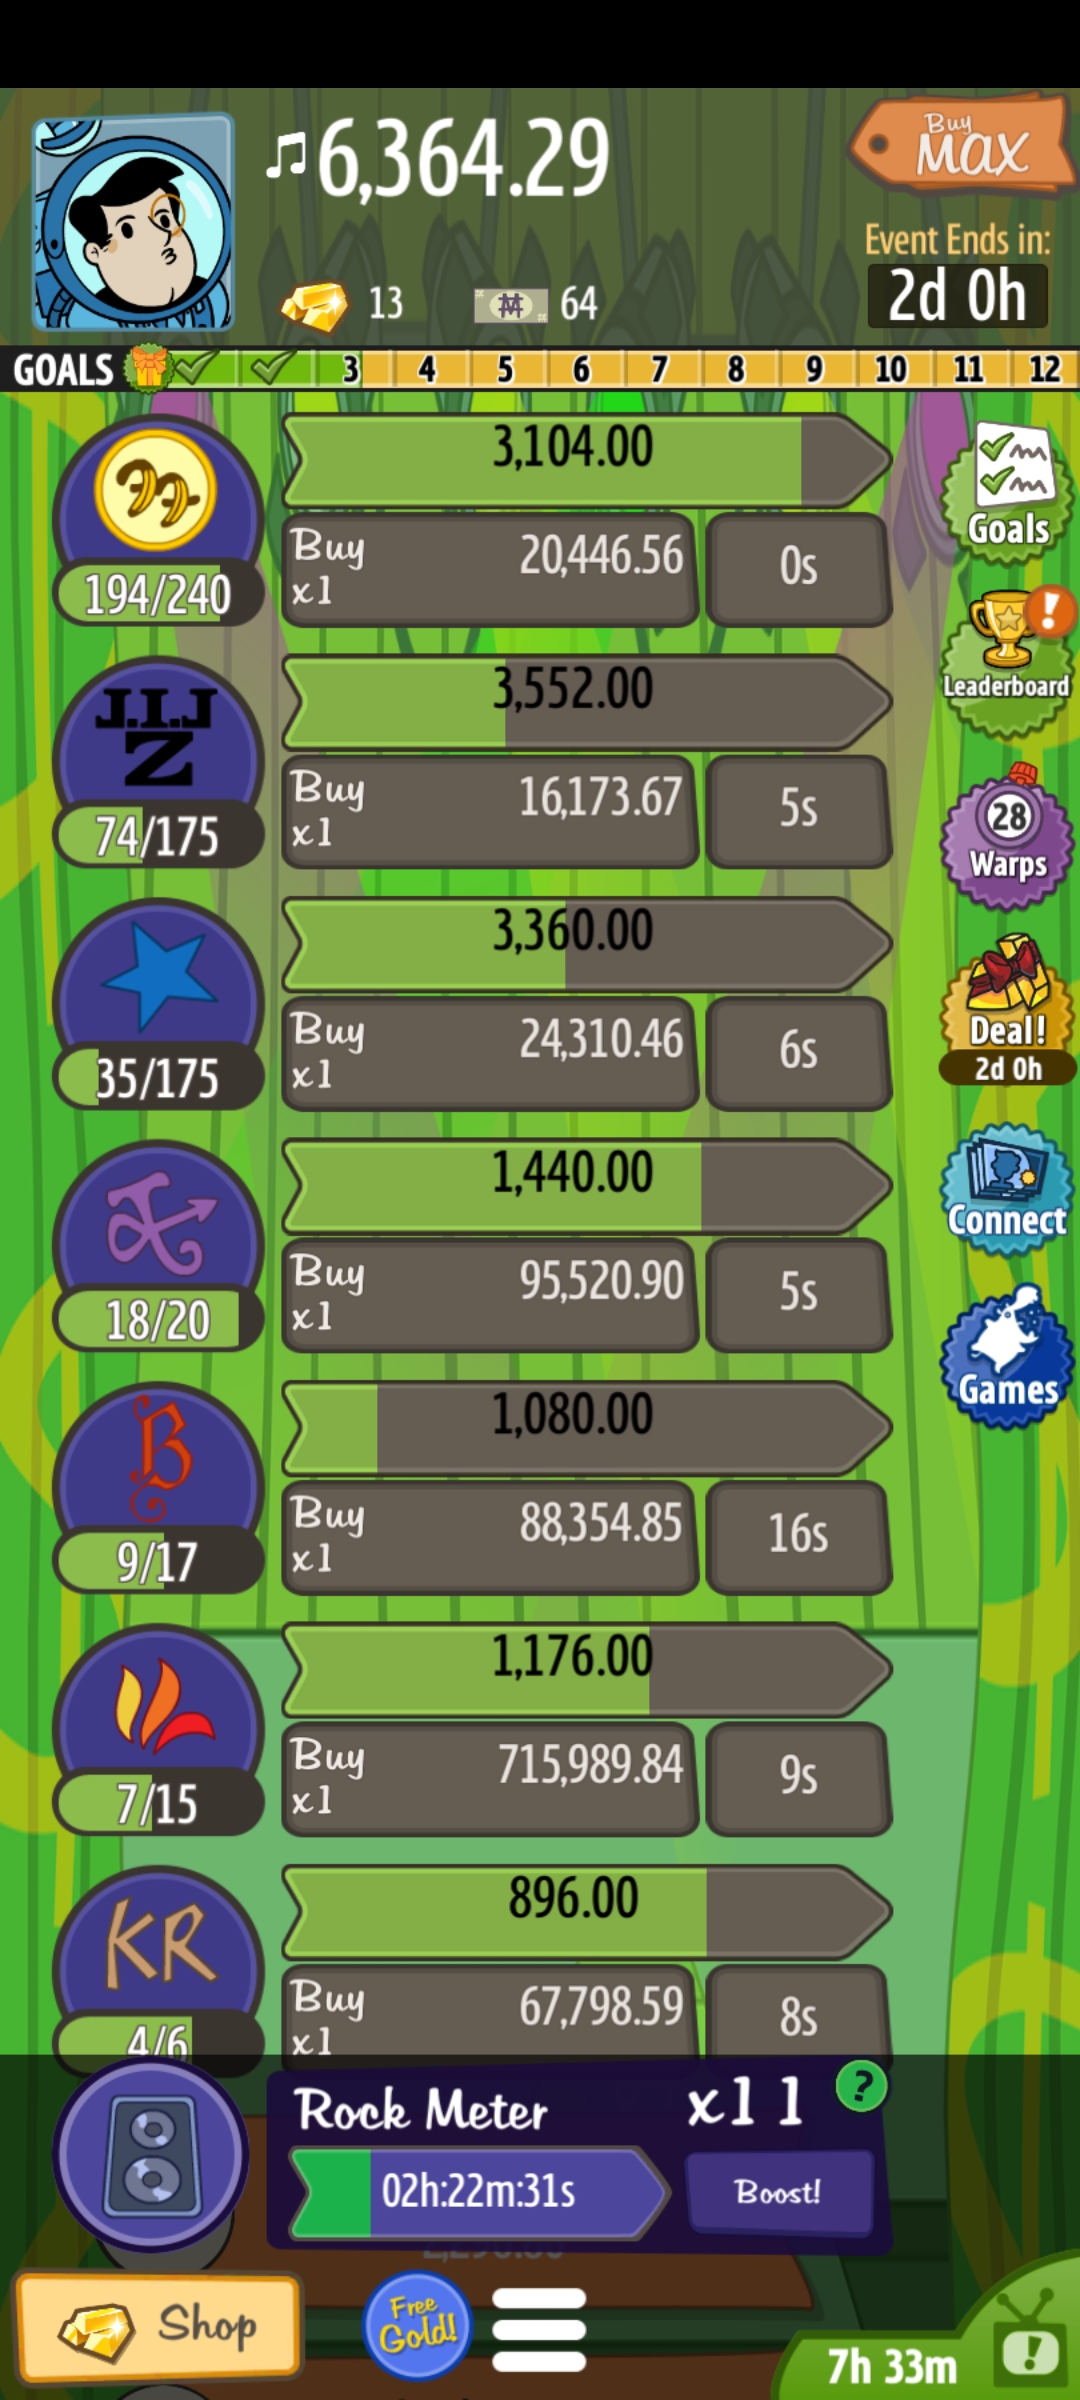 ♫6,364.29
Buy
MAX
Event Ends in:
2d 0h
13
64
GOALS 3 4 5 6 7 8 9 10 11 12
3,104.00
194/240
Buy
x1
20,446.56
0s
Goals
J.I.J
Z
3,552.00
74/175
Buy
x1
16,173.67
5s
!
Leaderboard
28
Warps
3,360.00
35/175
Buy
x1
24,310.46
6s
Deal!
2d 0h
1,440.00
18/20
Buy
x1
95,520.90
5s
Connect
B
1,080.00
9/17
Buy
x1
88,354.85
16s
Games
1,176.00
7/15
Buy
x1
715,989.84
9s
KR
896.00
4/6
Buy
x1
67,798.59
8s
Rock Meter
x11
?
02h:22m:31s
Boost!
Shop
Free
Gold!
7h 33m
!